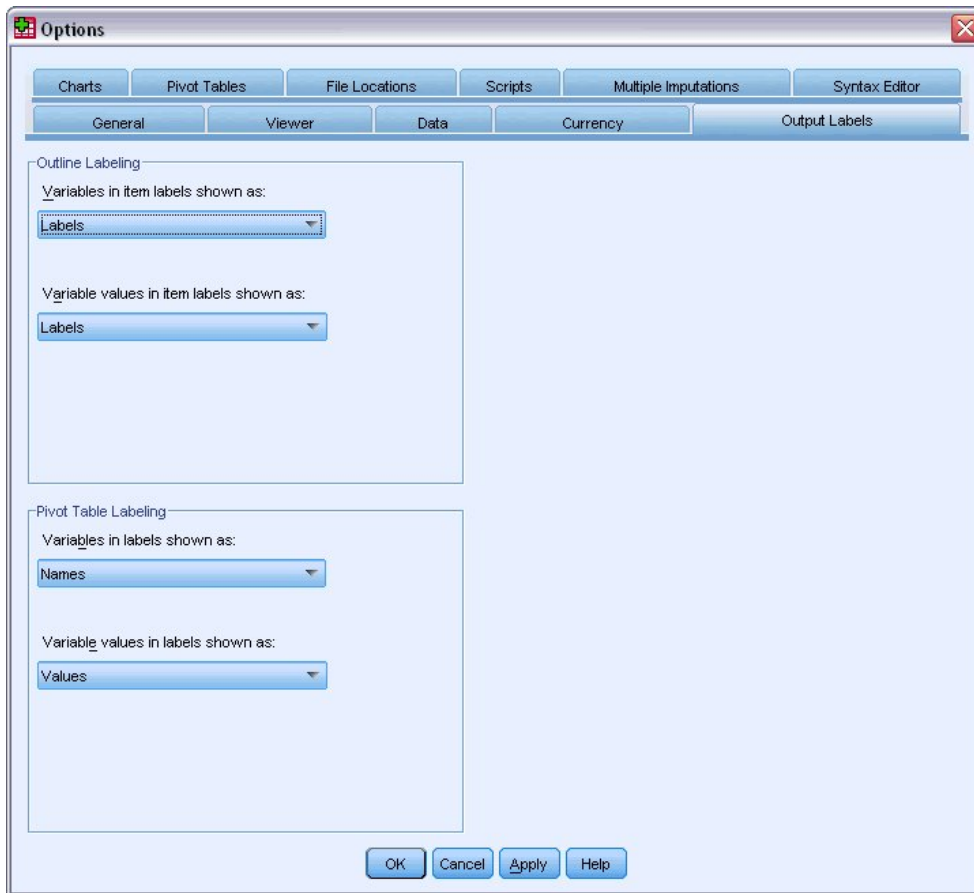 Options
Charts Pivot Tables File Locations Scripts Multiple Imputations Syntax Editor
General Viewer Data Currency Output Labels
Outline Labeling
Variables in item labels shown as:
Labels
Variable values in item labels shown as:
Labels
Pivot Table Labeling
Variables in labels shown as:
Names
Variable values in labels shown as:
Values
OK Cancel Apply Help